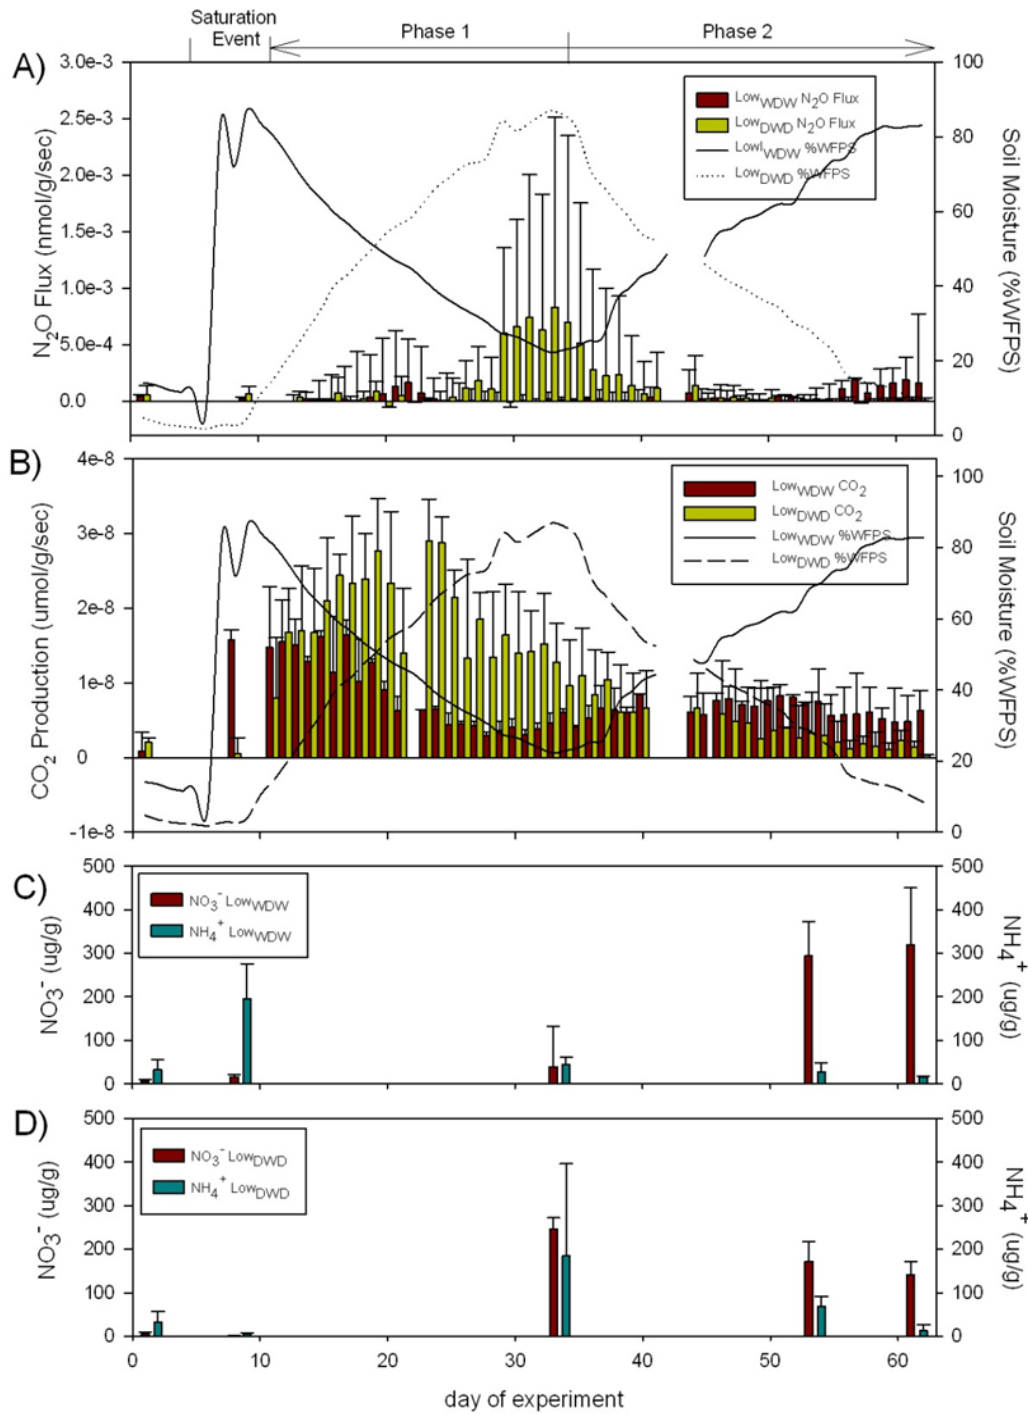 Saturation
Event
Phase 1
Phase 2
A)
3.0e-3
2.5e-3
2.0e-3
1.5e-3
1.0e-3
5.0e-4
0.0
N2O Flux (nmol/g/sec)
100
80
60
40
20
0
Soil Moisture (%WFPS)
LowWDW N2O Flux
LowDWD N2O Flux
LowlWDW %WFPS
LowDWD %WFPS
B)
4e-8
3e-8
2e-8
1e-8
0
-1e-8
CO2 Production (umol/g/sec)
100
80
60
40
20
0
Soil Moisture (%WFPS)
LowWDW CO2
LowDWD CO2
LowWDW %WFPS
LowDWD %WFPS
C)
500
400
300
200
100
0
NO3- (ug/g)
500
400
300
200
100
0
NH4+ (ug/g)
NO3- LowWDW
NH4+ LowWDW
D)
500
400
300
200
100
0
NO3- (ug/g)
500
400
300
200
100
0
NH4+ (ug/g)
NO3- LowDWD
NH4+ LowDWD
0 10 20 30 40 50 60
day of experiment